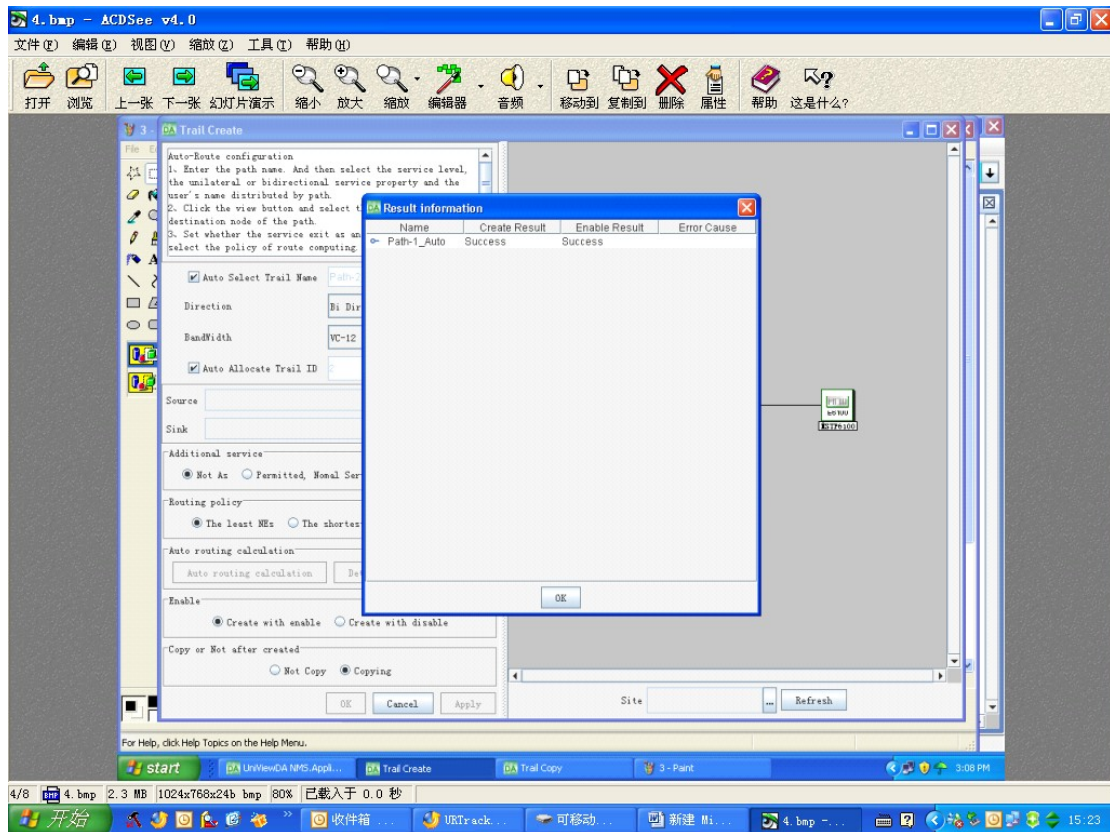 4.bmp - ACDSee v4.0
文件(F) 编辑(E) 视图(V) 缩放(Z) 工具(T) 帮助(H)
打开 浏览 上一张 下一张 幻灯片演示 缩小 放大 缩放 编辑器 音频 移动到 复制到 删除 属性 帮助 这是什么?
3 - Trail Create
File
Auto-Route configuration
1、Enter the path name. And then select the service level,
the unilateral or bidirectional service property and the
user's name distributed by path.
2、Click the view button and select t
destination node of the path.
3、Set whether the service exit as an
select the policy of route computing
Result information
Name Create Result Enable Result Error Cause
Path-1_Auto Success Success
Auto Select Trail Name Path-2
Direction Bi Dir
BandWidth VC-12
Auto Allocate Trail ID 2
Source
Sink
Additional service
Not As Permitted, Nomal Ser
Routing policy
The least NEs The shortes
Auto routing calculation
Auto routing calculation De
OK
Enable
Create with enable Create with disable
Copy or Not after created
Not Copy Copying
OK Cancel Apply
Site ... Refresh
For Help, click Help Topics on the Help Menu.
start UniViewDA NMS.Appl... Trail Create Trail Copy 3 - Paint 3:08 PM
4/8 4.bmp 2.3 MB 1024x768x24b bmp 80% 已载入于 0.0 秒
开始 收件箱 ... URTrack... 可移动... 新建 Mi... 4.bmp -... 15:23